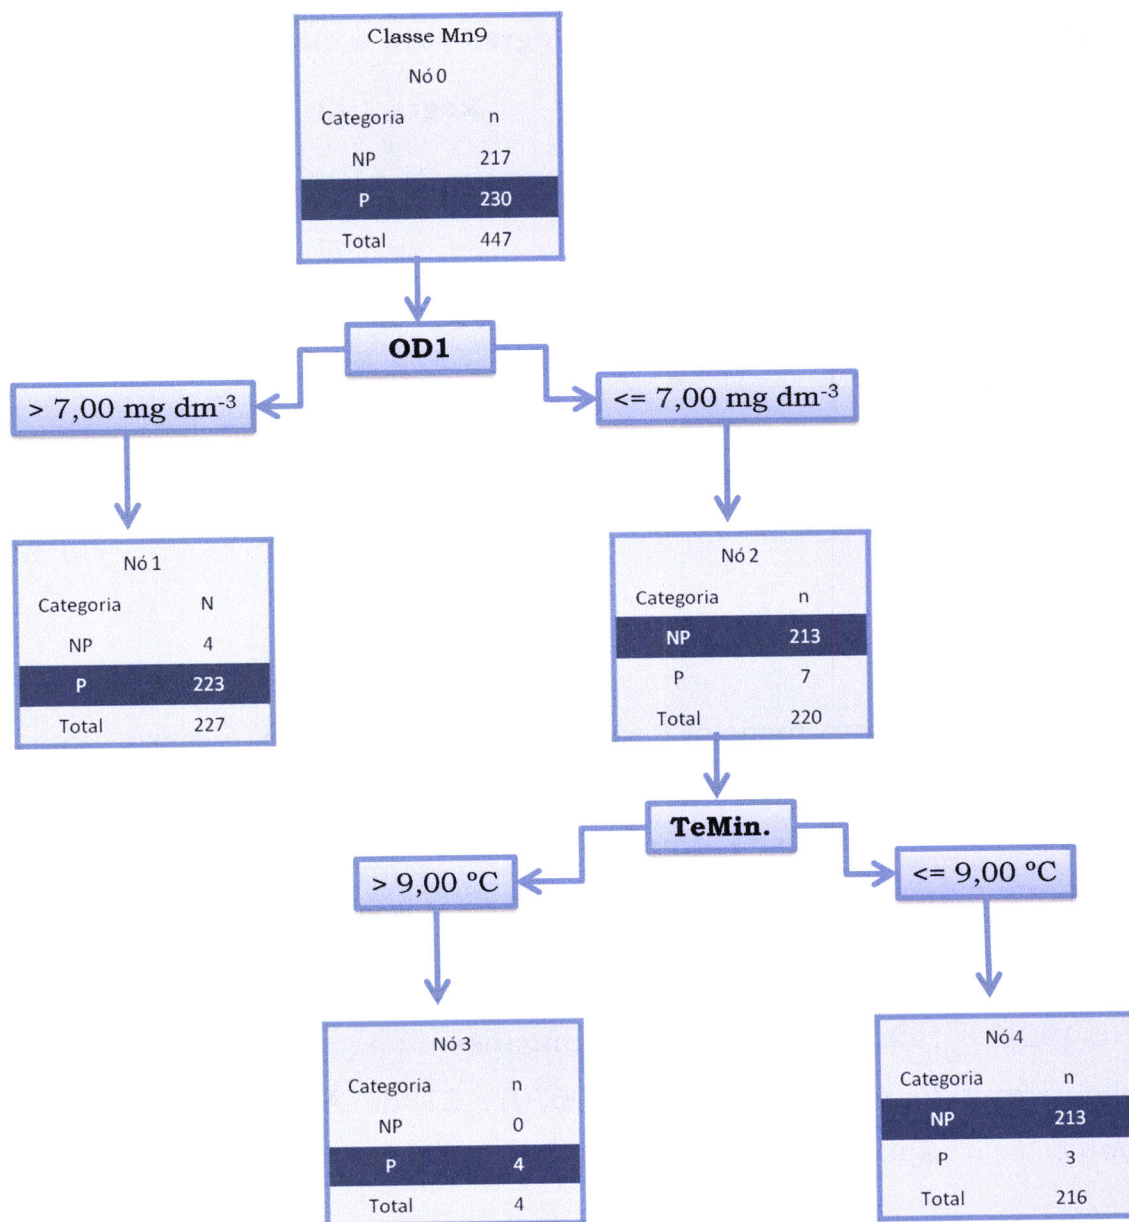 Classe Mn9
Nó 0
Categoria n
NP 217
P 230
Total 447
OD1
> 7,00 mg dm-3
<= 7,00 mg dm-3
Nó 1
Categoria N
NP 4
P 223
Total 227
Nó 2
Categoria n
NP 213
P 7
Total 220
TeMin.
> 9,00 ºC
<= 9,00 ºC
Nó 3
Categoria n
NP 0
P 4
Total 4
Nó 4
Categoria n
NP 213
P 3
Total 216